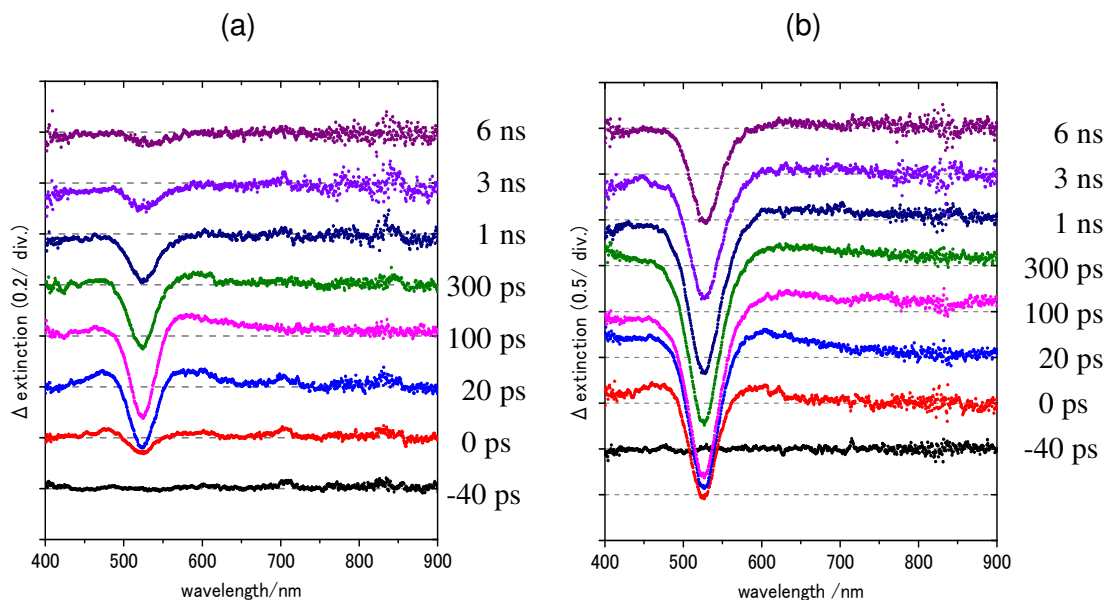 (a)
(b)
Δ extinction (0.2/ div.)
6 ns
3 ns
1 ns
300 ps
100 ps
20 ps
0 ps
-40 ps
400 500 600 700 800 900
wavelength/nm
Δ extinction (0.5/ div.)
6 ns
3 ns
1 ns
300 ps
100 ps
20 ps
0 ps
-40 ps
400 500 600 700 800 900
wavelength /nm